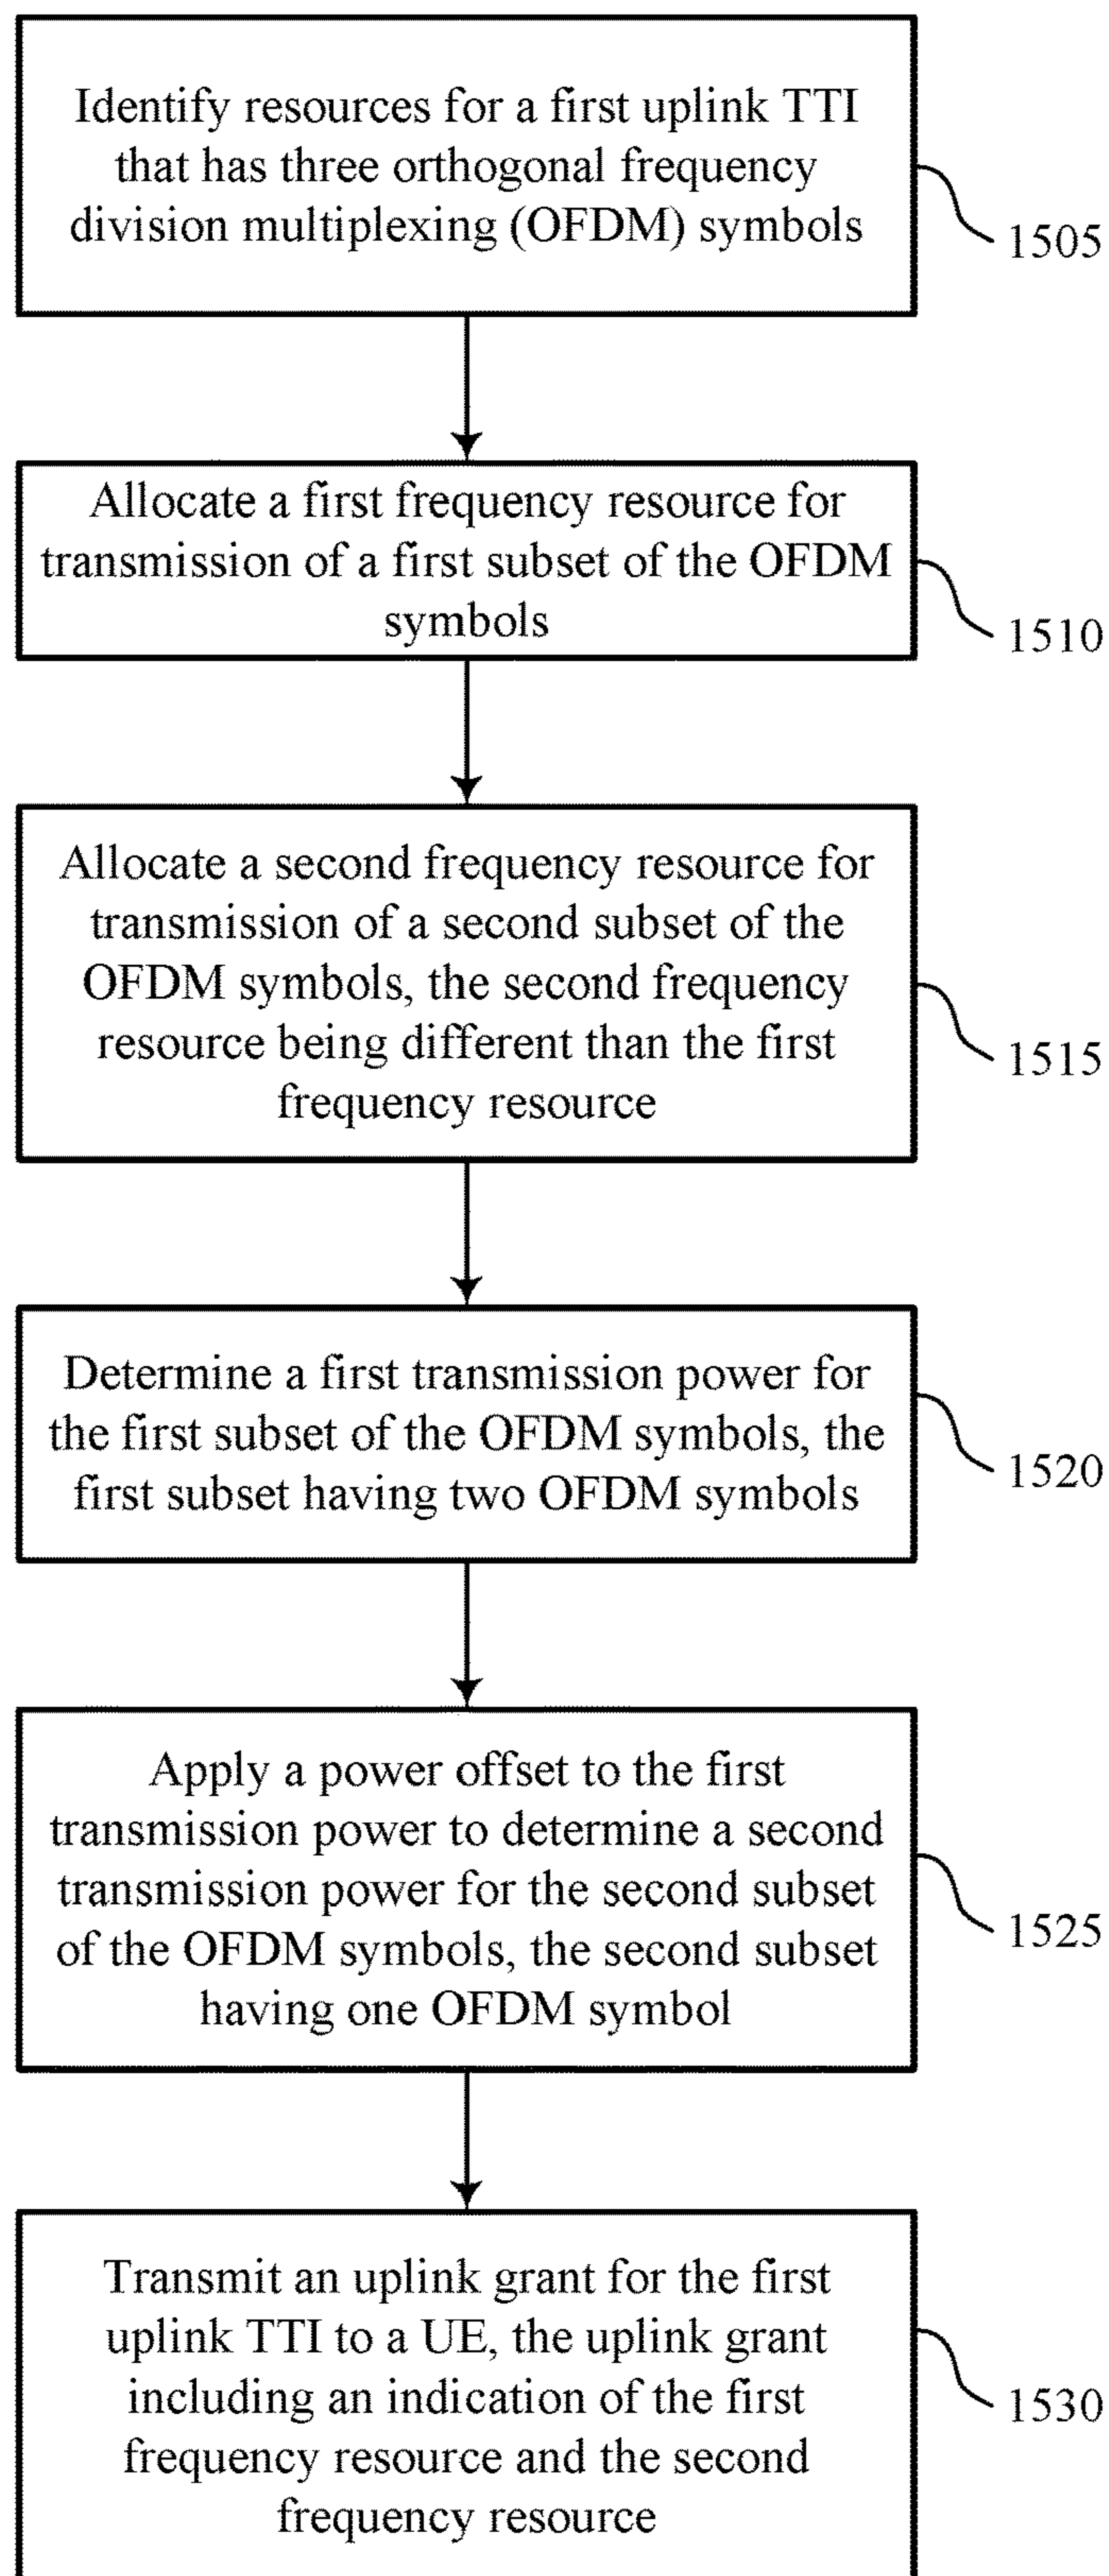 Identify resources for a first uplink TTI
that has three orthogonal frequency
division multiplexing (OFDM) symbols
1505
Allocate a first frequency resource for
transmission of a first subset of the OFDM
symbols
1510
Allocate a second frequency resource for
transmission of a second subset of the
OFDM symbols, the second frequency
resource being different than the first
frequency resource
1515
Determine a first transmission power for
the first subset of the OFDM symbols, the
first subset having two OFDM symbols
1520
Apply a power offset to the first
transmission power to determine a second
transmission power for the second subset
of the OFDM symbols, the second subset
having one OFDM symbol
1525
Transmit an uplink grant for the first
uplink TTI to a UE, the uplink grant
including an indication of the first
frequency resource and the second
frequency resource
1530